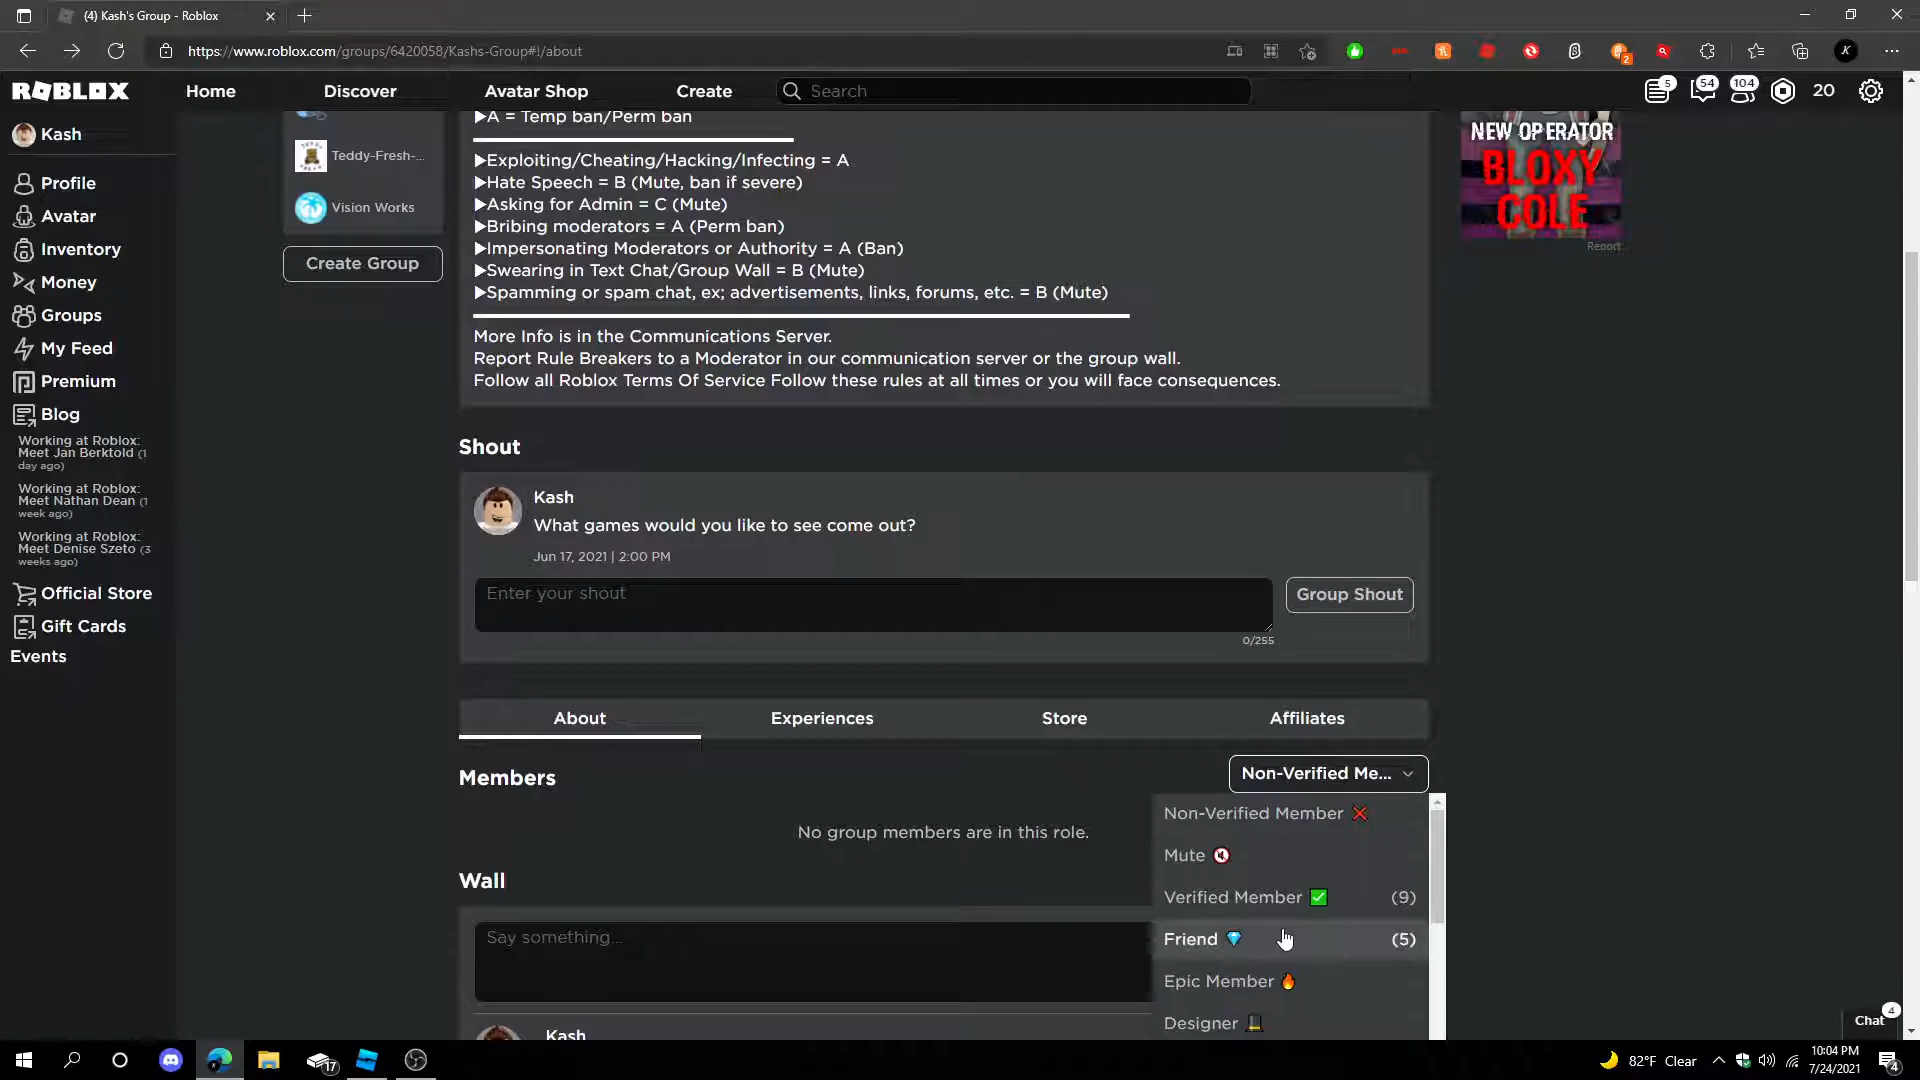 (4) Kash's Group - Roblox
https://www.roblox.com/groups/6420058/Kashs-Group#!/about
2
K
ROBLOX
Home
Discover
Avatar Shop
Create
Search
5
54
104
20
Kash
Profile
Avatar
Inventory
Money
Groups
My Feed
Premium
Blog
Working at Roblox:
Meet Jan Berktold (1
day ago)
Working at Roblox:
Meet Nathan Dean (1
week ago)
Working at Roblox:
Meet Denise Szeto (3
weeks ago)
Official Store
Gift Cards
Events
Teddy-Fresh-...
Vision Works
Create Group
▶A = Temp ban/Perm ban
▶Exploiting/Cheating/Hacking/Infecting = A
▶Hate Speech = B (Mute, ban if severe)
▶Asking for Admin = C (Mute)
▶Bribing moderators = A (Perm ban)
▶Impersonating Moderators or Authority = A (Ban)
▶Swearing in Text Chat/Group Wall = B (Mute)
▶Spamming or spam chat, ex; advertisements, links, forums, etc. = B (Mute)
More Info is in the Communications Server.
Report Rule Breakers to a Moderator in our communication server or the group wall.
Follow all Roblox Terms Of Service Follow these rules at all times or you will face consequences.
NEW OPERATOR
BLOXY
COLE
Report
Shout
Kash
What games would you like to see come out?
Jun 17, 2021 | 2:00 PM
Enter your shout
Group Shout
0/255
About
Experiences
Store
Affiliates
Members
Non-Verified Me...
No group members are in this role.
Non-Verified Member ❌
Mute 🔇
Verified Member ✅ (9)
Friend 💎 (5)
Epic Member 🔥
Designer 🎩
Wall
Say something...
Kash
Chat
4
17
82°F Clear
10:04 PM
7/24/2021
4